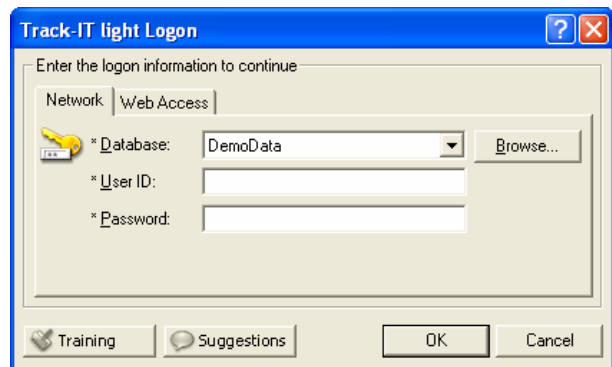 Track-IT light Logon
Enter the logon information to continue
Network Web Access
* Database: DemoData Browse...
* User ID:
* Password:
Training Suggestions OK Cancel